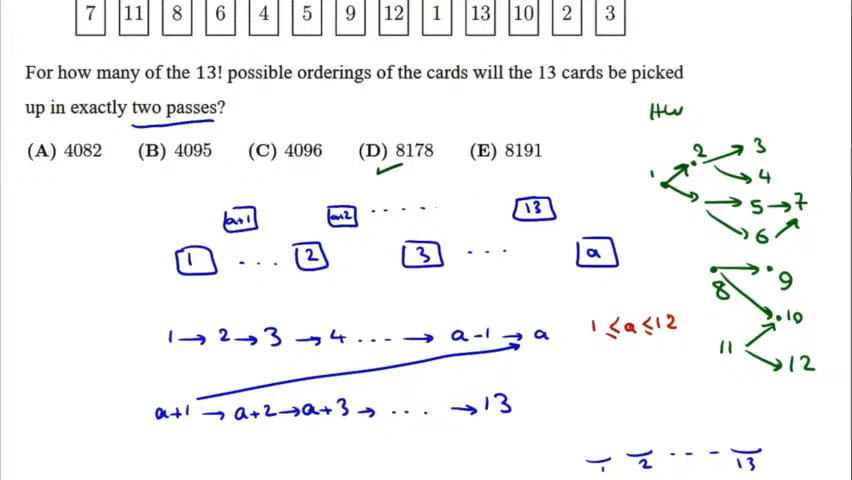 7 11 8 6 4 5 9 12 1 13 10 2 3
For how many of the 13! possible orderings of the cards will the 13 cards be picked
up in exactly two passes?
(A) 4082 (B) 4095 (C) 4096 (D) 8178 (E) 8191
HW
1 2 3
4
5 → 7
6
8 9
10
11
12
a+1 a+2 ...... 13
1 ... 2 3 ... a
1 → 2 → 3 → 4 .... → a-1 → a
1 ≤ a ≤ 12
a+1 → a+2 → a+3 → .... → 13
1 2 ... 13